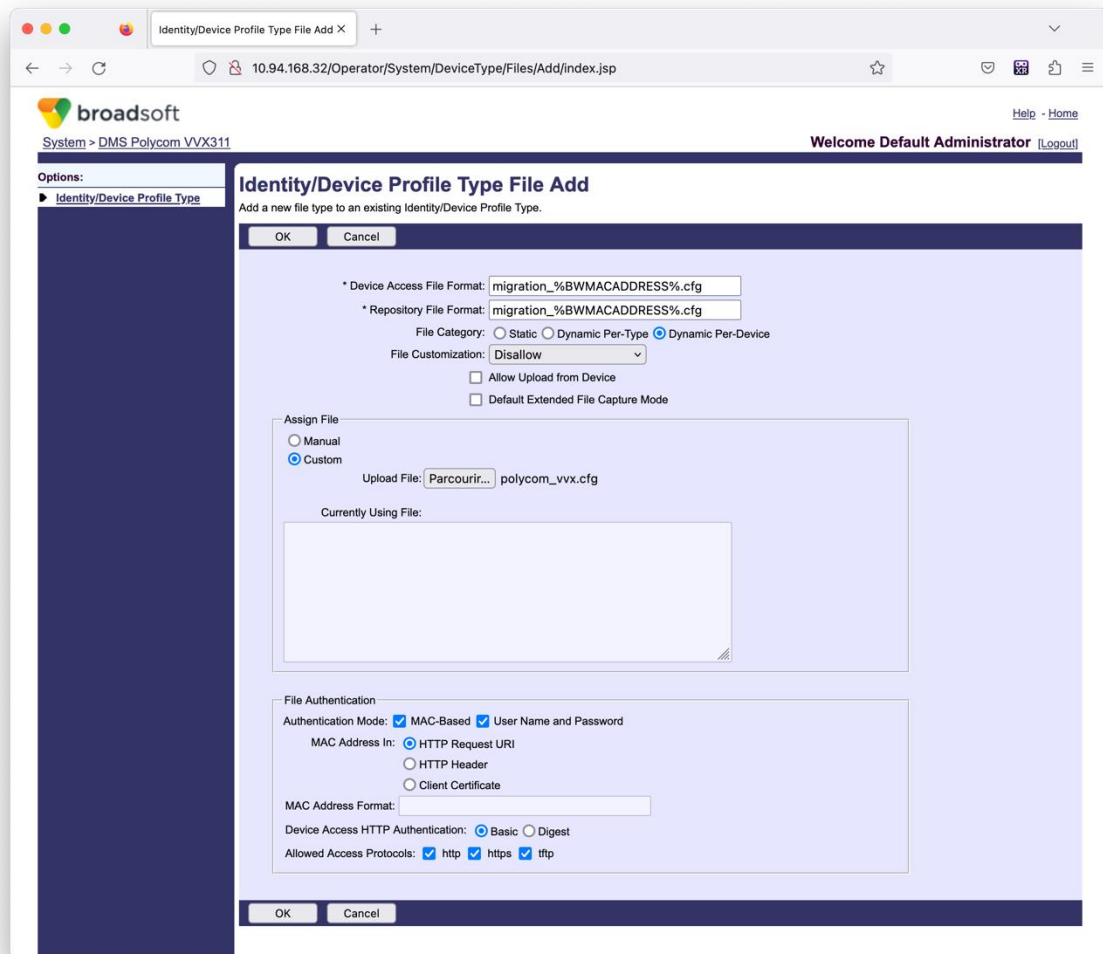 Identity/Device Profile Type File Add
10.94.168.32/Operator/System/DeviceType/Files/Add/index.jsp
XR
broadsoft
Help - Home
System > DMS Polycom VVX311
Welcome Default Administrator [Logout]
Options:
Identity/Device Profile Type
Identity/Device Profile Type File Add
Add a new file type to an existing Identity/Device Profile Type.
OK Cancel
* Device Access File Format: migration_%BWMACADDRESS%.cfg
* Repository File Format: migration_%BWMACADDRESS%.cfg
File Category: Static Dynamic Per-Type Dynamic Per-Device
File Customization: Disallow
Allow Upload from Device
Default Extended File Capture Mode
Assign File
Manual
Custom
Upload File: Parcourir... polycom_vvx.cfg
Currently Using File:
File Authentication
Authentication Mode: MAC-Based User Name and Password
MAC Address In: HTTP Request URI
HTTP Header
Client Certificate
MAC Address Format:
Device Access HTTP Authentication: Basic Digest
Allowed Access Protocols: http https tftp
OK Cancel